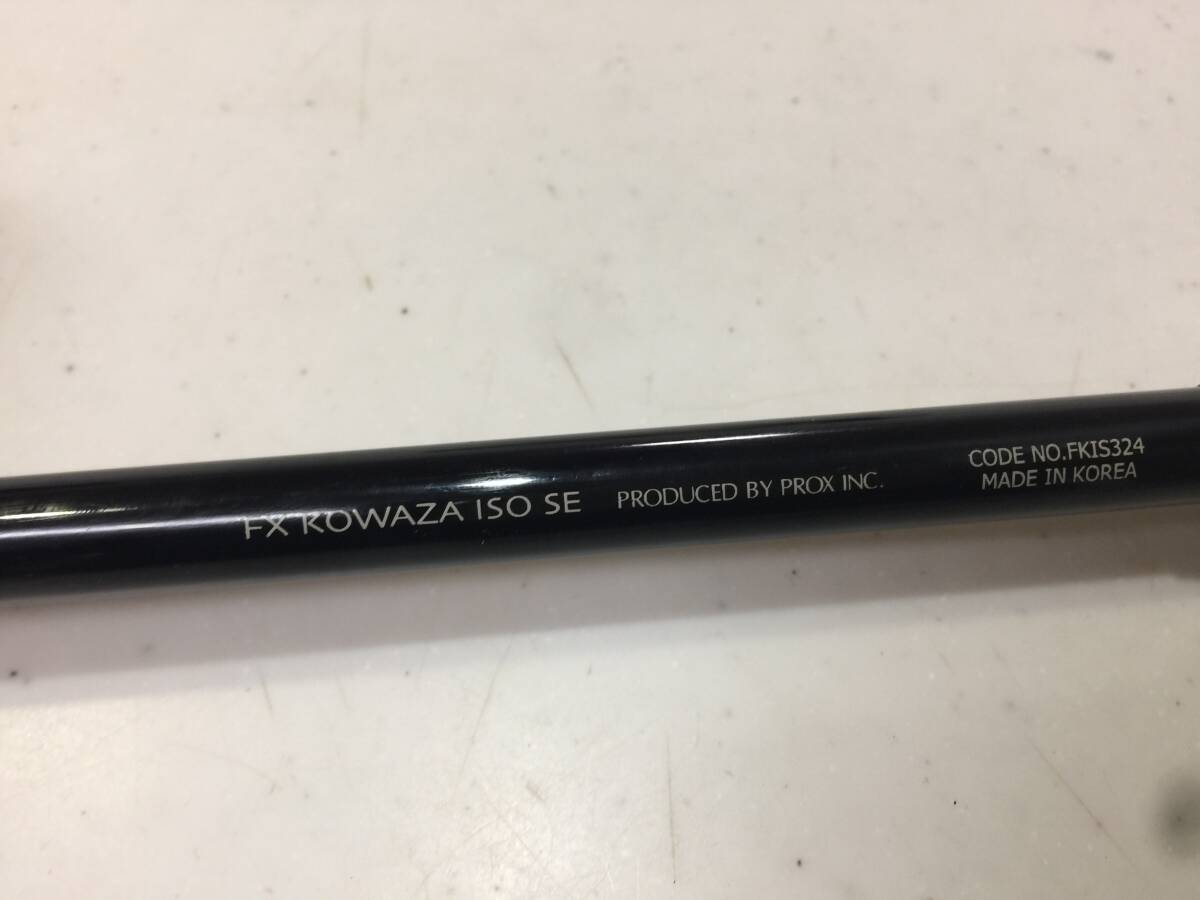 FX KOWAZA ISO SE PRODUCED BY PROX INC.
CODE NO.FKIS324
MADE IN KOREA